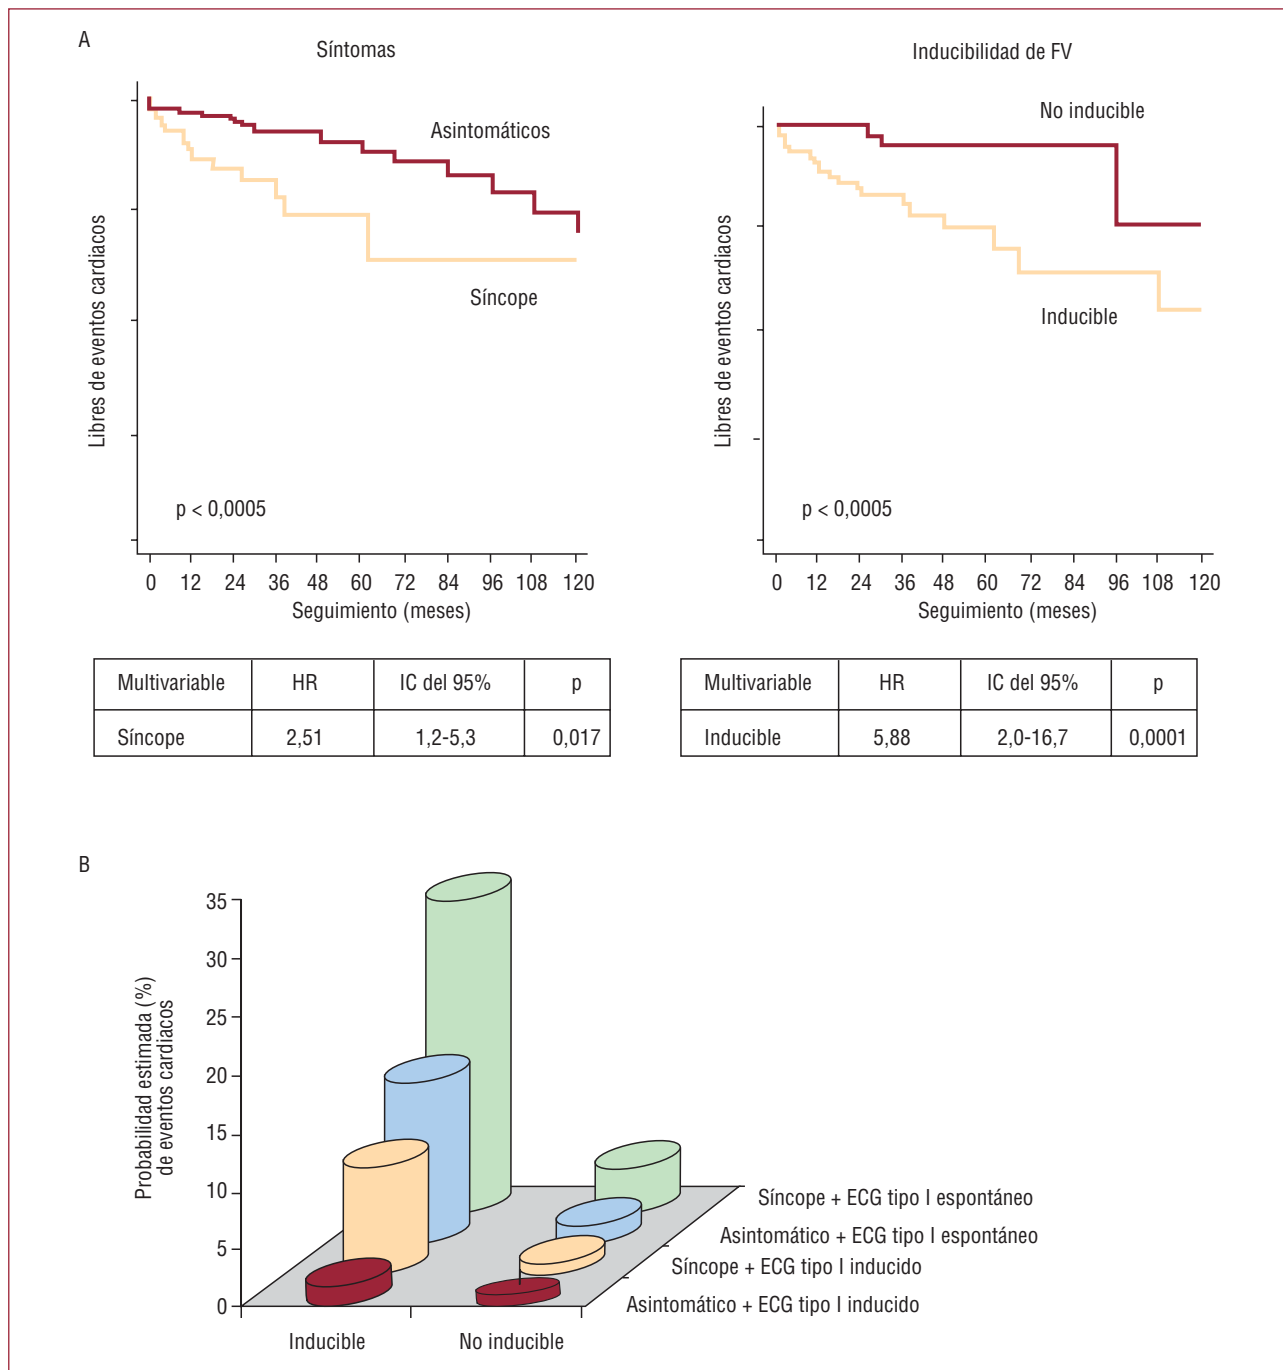 A
Síntomas
Libres de eventos cardiacos
Asintomáticos
Síncope
p < 0,0005
0 12 24 36 48 60 72 84 96 108 120
Seguimiento (meses)
Multivariable HR IC del 95% p
Síncope 2,51 1,2-5,3 0,017
Inducibilidad de FV
Libres de eventos cardiacos
No inducible
Inducible
p < 0,0005
0 12 24 36 48 60 72 84 96 108 120
Seguimiento (meses)
Multivariable HR IC del 95% p
Inducible 5,88 2,0-16,7 0,0001
B
Probabilidad estimada (%)
de eventos cardiacos
35
30
25
20
15
10
5
0
Síncope + ECG tipo I espontáneo
Asintomático + ECG tipo I espontáneo
Síncope + ECG tipo I inducido
Asintomático + ECG tipo I inducido
Inducible No inducible